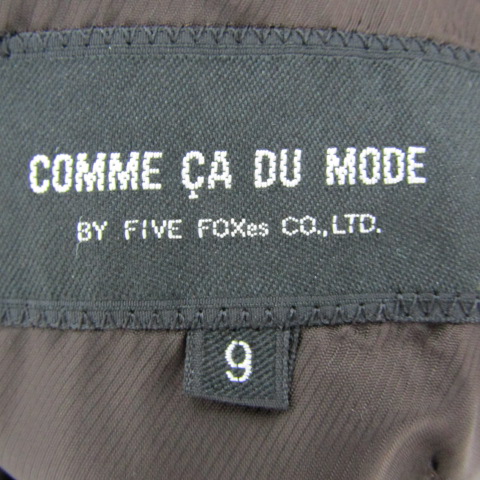 COMME ÇA DU MODE
BY FIVE FOXes CO.,LTD.
9